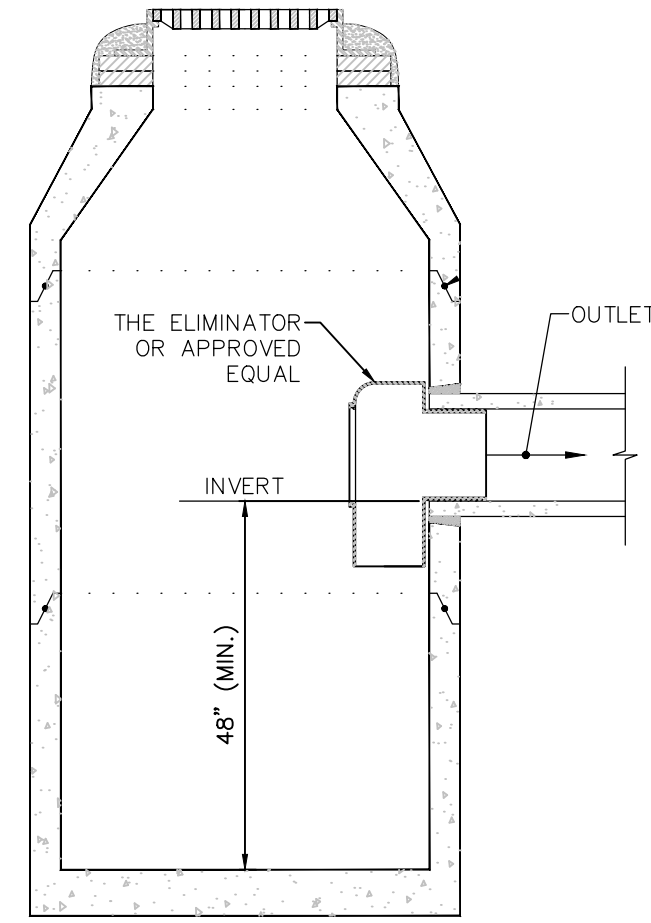 THE ELIMINATOR
OR APPROVED
EQUAL
OUTLET
INVERT
48" (MIN.)